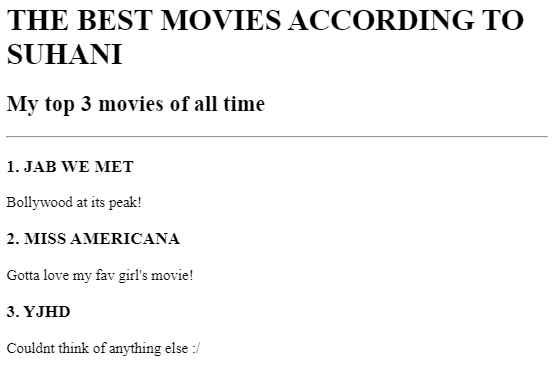 THE BEST MOVIES ACCORDING TO
SUHANI
My top 3 movies of all time
1. JAB WE MET
Bollywood at its peak!
2. MISS AMERICANA
Gotta love my fav girl's movie!
3. YJHD
Couldnt think of anything else :/